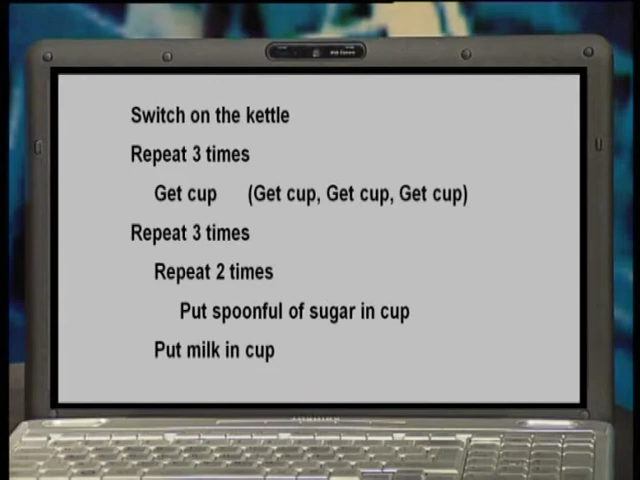 Switch on the kettle
Repeat 3 times
Get cup (Get cup, Get cup, Get cup)
Repeat 3 times
Repeat 2 times
Put spoonful of sugar in cup
Put milk in cup